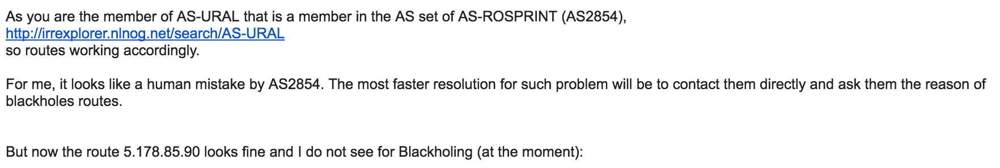 As you are the member of AS-URAL that is a member in the AS set of AS-ROSPRINT (AS2854),
http://irrexplorer.nlnog.net/search/AS-URAL
so routes working accordingly.
For me, it looks like a human mistake by AS2854. The most faster resolution for such problem will be to contact them directly and ask them the reason of
blackholes routes.
But now the route 5.178.85.90 looks fine and I do not see for Blackholing (at the moment):